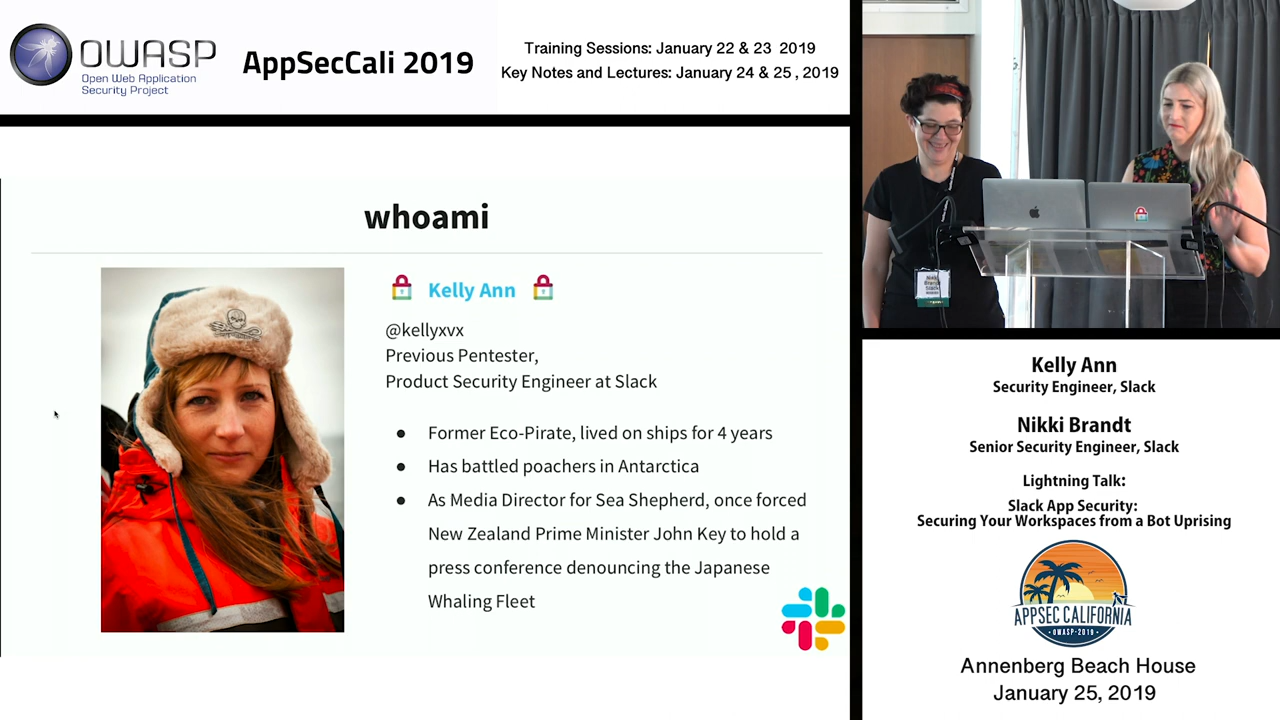 OWASP
Open Web Application
Security Project
AppSecCali 2019
Training Sessions: January 22 & 23 2019
Key Notes and Lectures: January 24 & 25, 2019
whoami
Kelly Ann
@kellyxvx
Previous Pentester,
Product Security Engineer at Slack
● Former Eco-Pirate, lived on ships for 4 years
● Has battled poachers in Antarctica
● As Media Director for Sea Shepherd, once forced
New Zealand Prime Minister John Key to hold a
press conference denouncing the Japanese
Whaling Fleet
Nikki
Brandt
Slack
Kelly Ann
Security Engineer, Slack
Nikki Brandt
Senior Security Engineer, Slack
Lightning Talk:
Slack App Security:
Securing Your Workspaces from a Bot Uprising
APPSEC CALIFORNIA
OWASP-2019
Annenberg Beach House
January 25, 2019